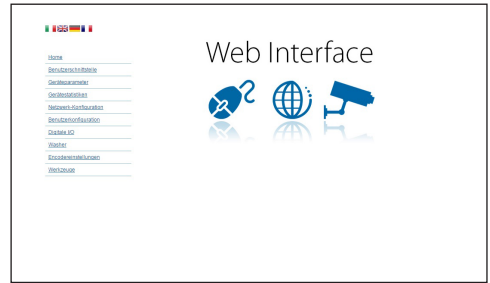 Web Interface
Home
Benutzerschnittstelle
Geräteparameter
Gerätestatistiken
Netzwerk-Konfiguration
Benutzerkonfiguration
Digitale I/O
Washer
Encodereinstellungen
Werkzeuge